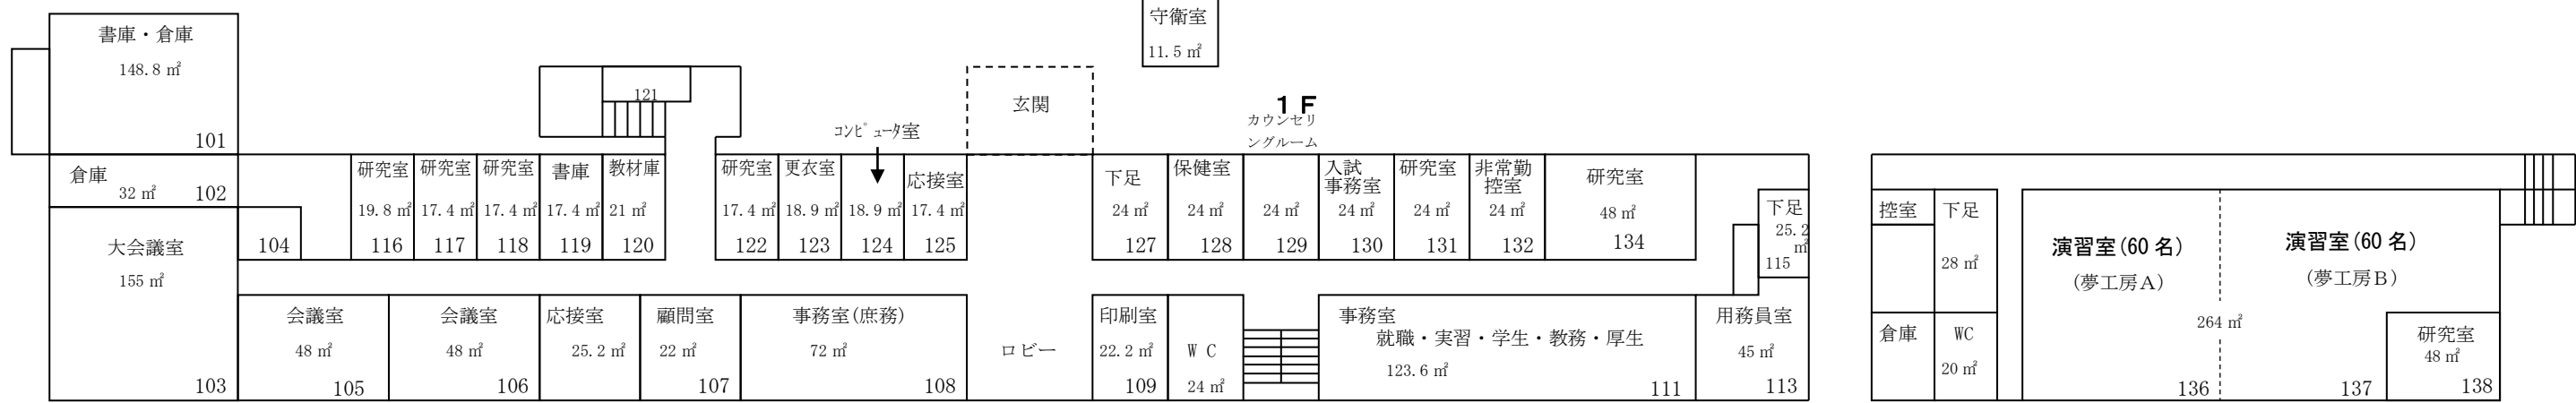 守衛室
11.5 ㎡
書庫・倉庫
148.8 ㎡
101
121
玄関
1F
カウンセリ
ングルーム
ｺﾝﾋﾟｭｰﾀ室
倉庫
32 ㎡
102
大会議室
155 ㎡
103
104
研究室
19.8 ㎡
116
研究室
17.4 ㎡
117
研究室
17.4 ㎡
118
書庫
17.4 ㎡
119
教材庫
21 ㎡
120
研究室
17.4 ㎡
122
更衣室
18.9 ㎡
123
18.9 ㎡
124
応接室
17.4 ㎡
125
下足
24 ㎡
127
保健室
24 ㎡
128
24 ㎡
129
入試
事務室
24 ㎡
130
研究室
24 ㎡
131
非常勤
控室
24 ㎡
132
研究室
48 ㎡
134
下足
25.2
㎡
115
会議室
48 ㎡
105
会議室
48 ㎡
106
応接室
25.2 ㎡
顧問室
22 ㎡
107
事務室(庶務)
72 ㎡
108
ロビー
印刷室
22.2 ㎡
109
ＷＣ
24 ㎡
事務室
就職・実習・学生・教務・厚生
123.6 ㎡
111
用務員室
45 ㎡
113
控室
下足
28 ㎡
倉庫
WC
20 ㎡
演習室(60 名)
(夢工房Ａ)
演習室(60 名)
(夢工房Ｂ)
264 ㎡
136
137
研究室
48 ㎡
138